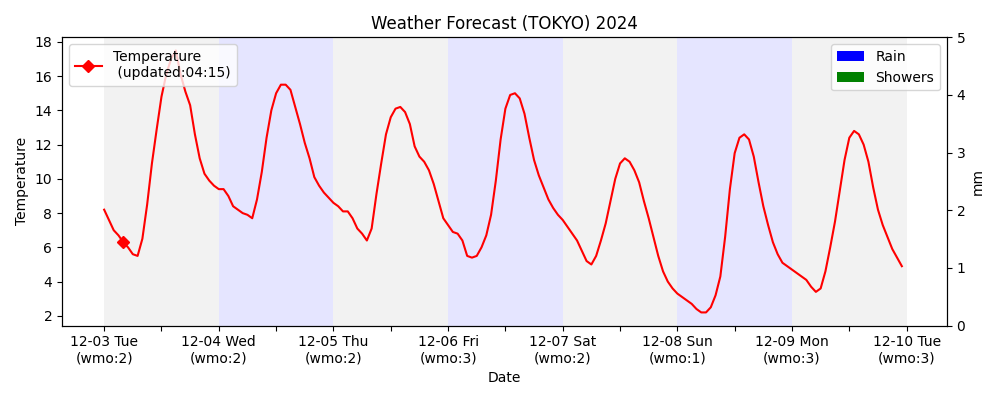 Weather Forecast (TOKYO) 2024
Temperature
(updated:04:15)
Rain
Showers
18
16
14
12
10
8
6
4
2
Temperature
5
4
3
2
1
0
mm
12-03 Tue
(wmo:2)
12-04 Wed
(wmo:2)
12-05 Thu
(wmo:2)
12-06 Fri
(wmo:3)
12-07 Sat
(wmo:2)
12-08 Sun
(wmo:1)
12-09 Mon
(wmo:3)
12-10 Tue
(wmo:3)
Date